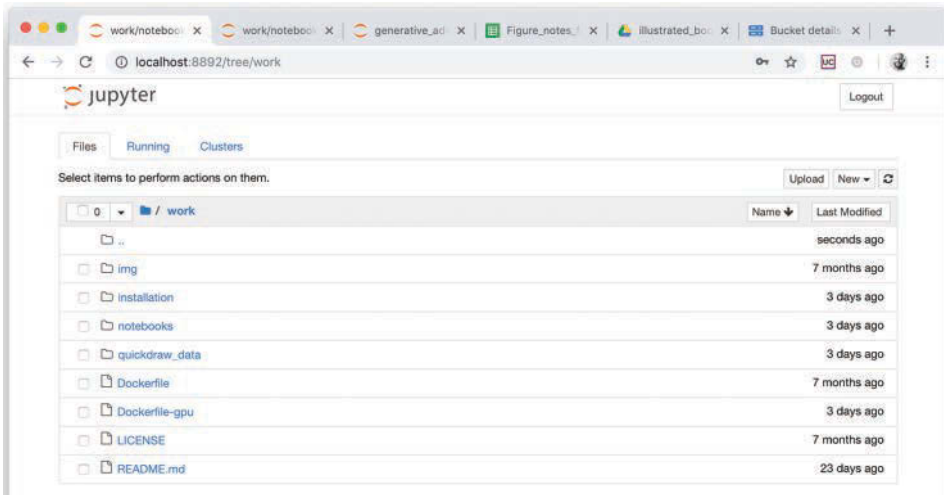 work/noteboo x work/noteboo x generative_ad x Figure_notes_ x illustrated_bo x Bucket details x +
localhost:8892/tree/work UC
jupyter Logout
Files Running Clusters
Select items to perform actions on them. Upload New
0 / work Name Last Modified
.. seconds ago
img 7 months ago
installation 3 days ago
notebooks 3 days ago
quickdraw_data 3 days ago
Dockerfile 7 months ago
Dockerfile-gpu 3 days ago
LICENSE 7 months ago
README.md 23 days ago